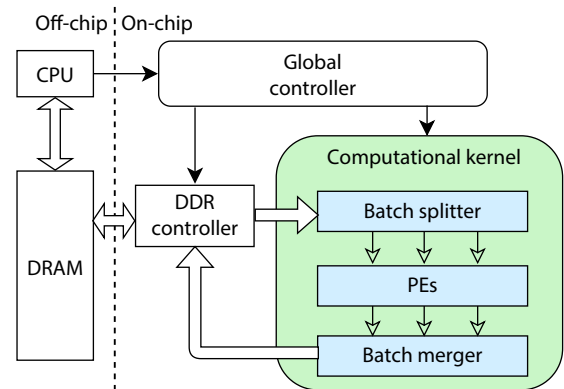 Off-chip
On-chip
CPU
Global
controller
Computational kernel
DRAM
DDR
controller
Batch splitter
PEs
Batch merger